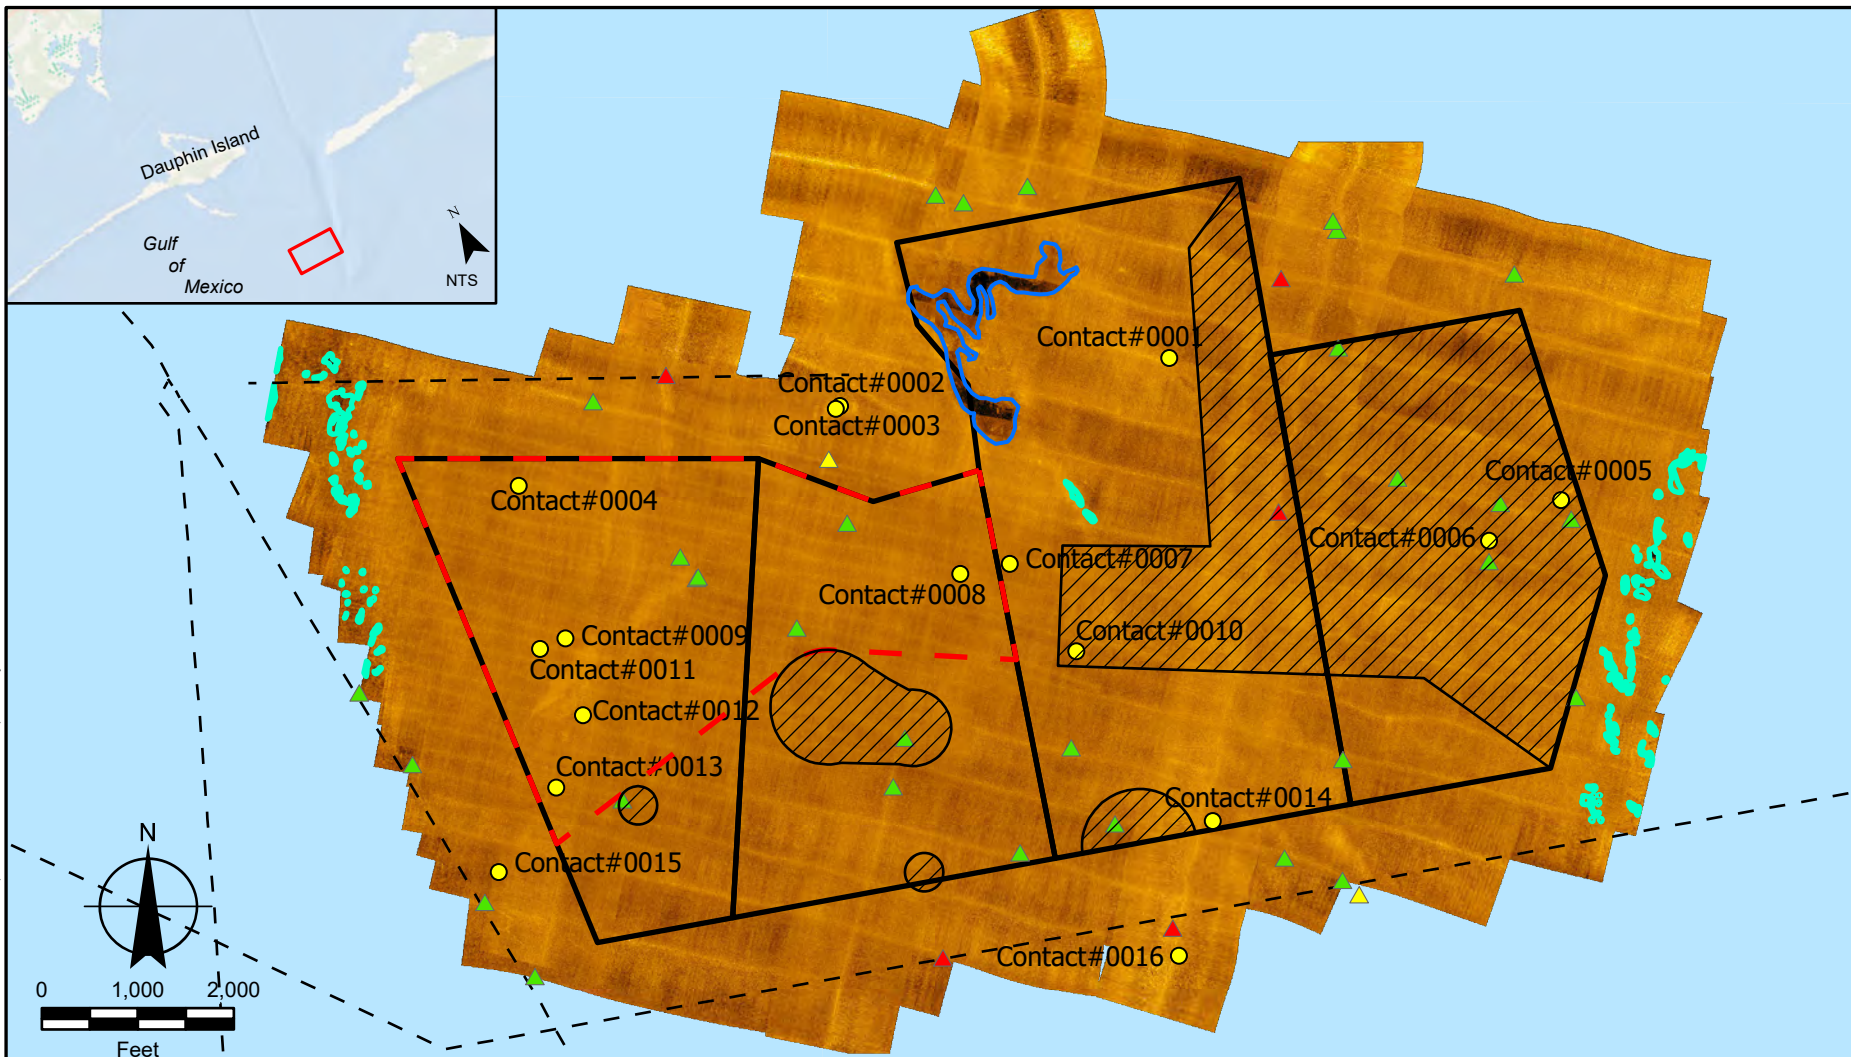 Dauphin Island
Gulf
of
Mexico
N
NTS
Contact#0001
Contact#0002
Contact#0003
Contact#0004
Contact#0005
Contact#0006
Contact#0007
Contact#0008
Contact#0009
Contact#0010
Contact#0011
Contact#0012
Contact#0013
Contact#0014
Contact#0015
Contact#0016
N
0 1,000 2,000
Feet